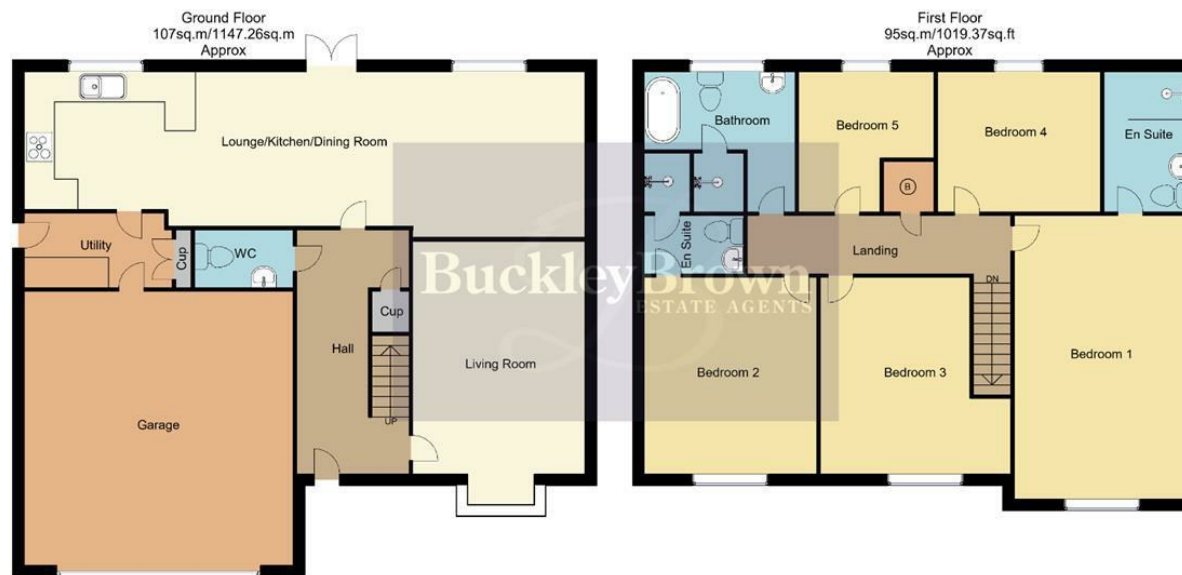 Ground Floor
107sq.m/1147.26sq.m
Approx
Lounge/Kitchen/Dining Room
Utility
Cup
WC
Cup
Hall
UP
Living Room
Garage
First Floor
95sq.m/1019.37sq.ft
Approx
Bathroom
Bedroom 5
Bedroom 4
En Suite
B
En Suite
Landing
DN
Bedroom 1
Bedroom 2
Bedroom 3
BuckleyBrown
ESTATE AGENTS